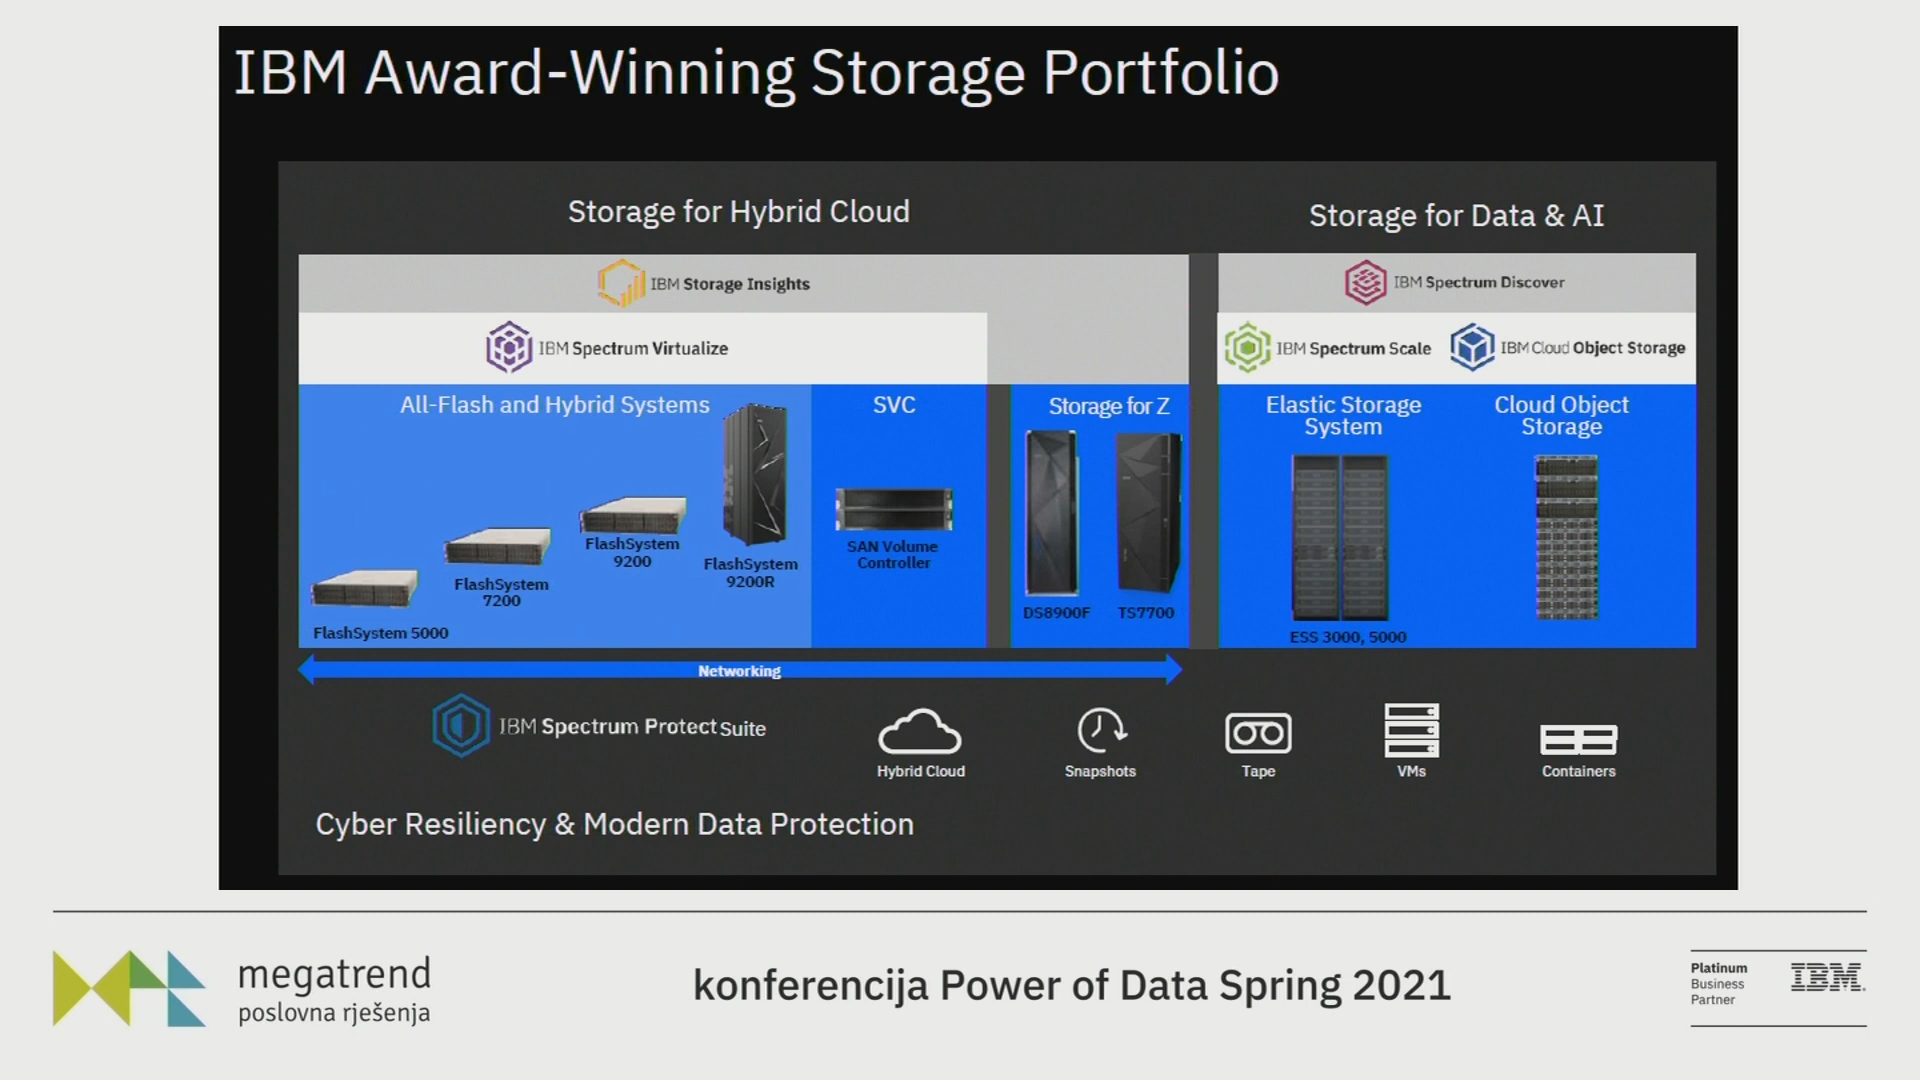 IBM Award-Winning Storage Portfolio
Storage for Hybrid Cloud
Storage for Data & AI
IBM Storage Insights
IBM Spectrum Discover
IBM Spectrum Virtualize
IBM Spectrum Scale
IBM Cloud Object Storage
All-Flash and Hybrid Systems
SVC
Storage for Z
Elastic Storage
System
Cloud Object
Storage
FlashSystem 5000
FlashSystem
7200
FlashSystem
9200
FlashSystem
9200R
SAN Volume
Controller
DS8900F
TS7700
ESS 3000, 5000
Networking
IBM Spectrum Protect Suite
Hybrid Cloud
Snapshots
Tape
VMs
Containers
Cyber Resiliency & Modern Data Protection
megatrend
poslovna rješenja
konferencija Power of Data Spring 2021
Platinum
Business
Partner
IBM.